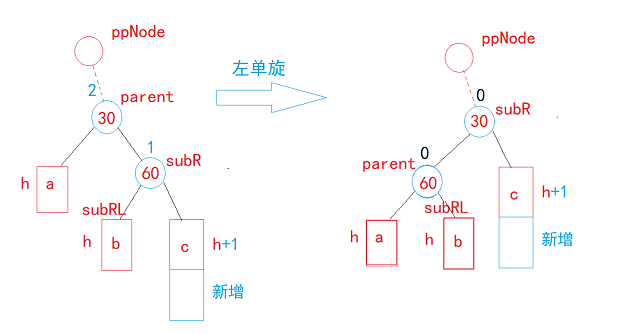 ppNode
2
parent
30
左单旋
1
subR
60
h
a
subRL
h
b
c
h+1
新增
ppNode
0
subR
30
0
parent
60
subRL
c
h+1
h
a
h
b
新增